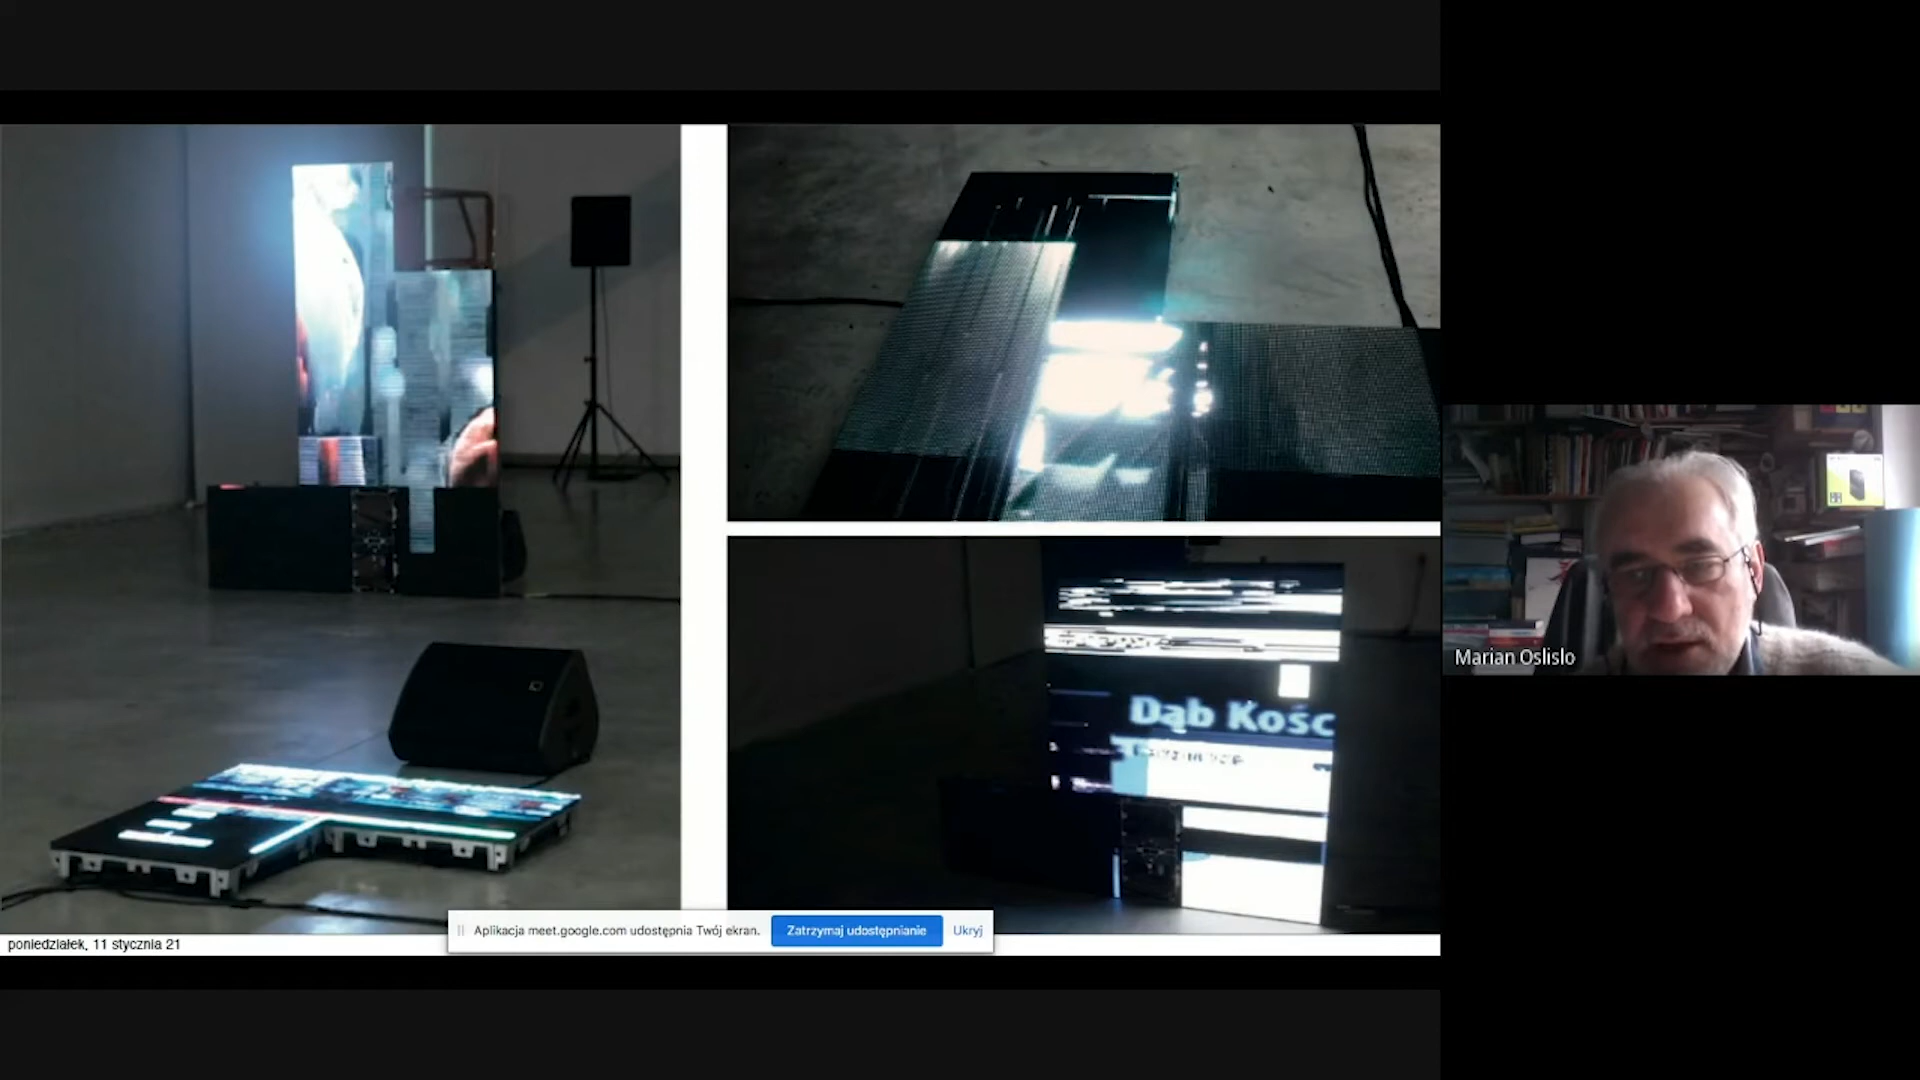 Dąb Kośc
Marian Oslislo
Aplikacja meet.google.com udostępnia Twój ekran.
Zatrzymaj udostępnianie
Ukryj
poniedziałek, 11 stycznia 21